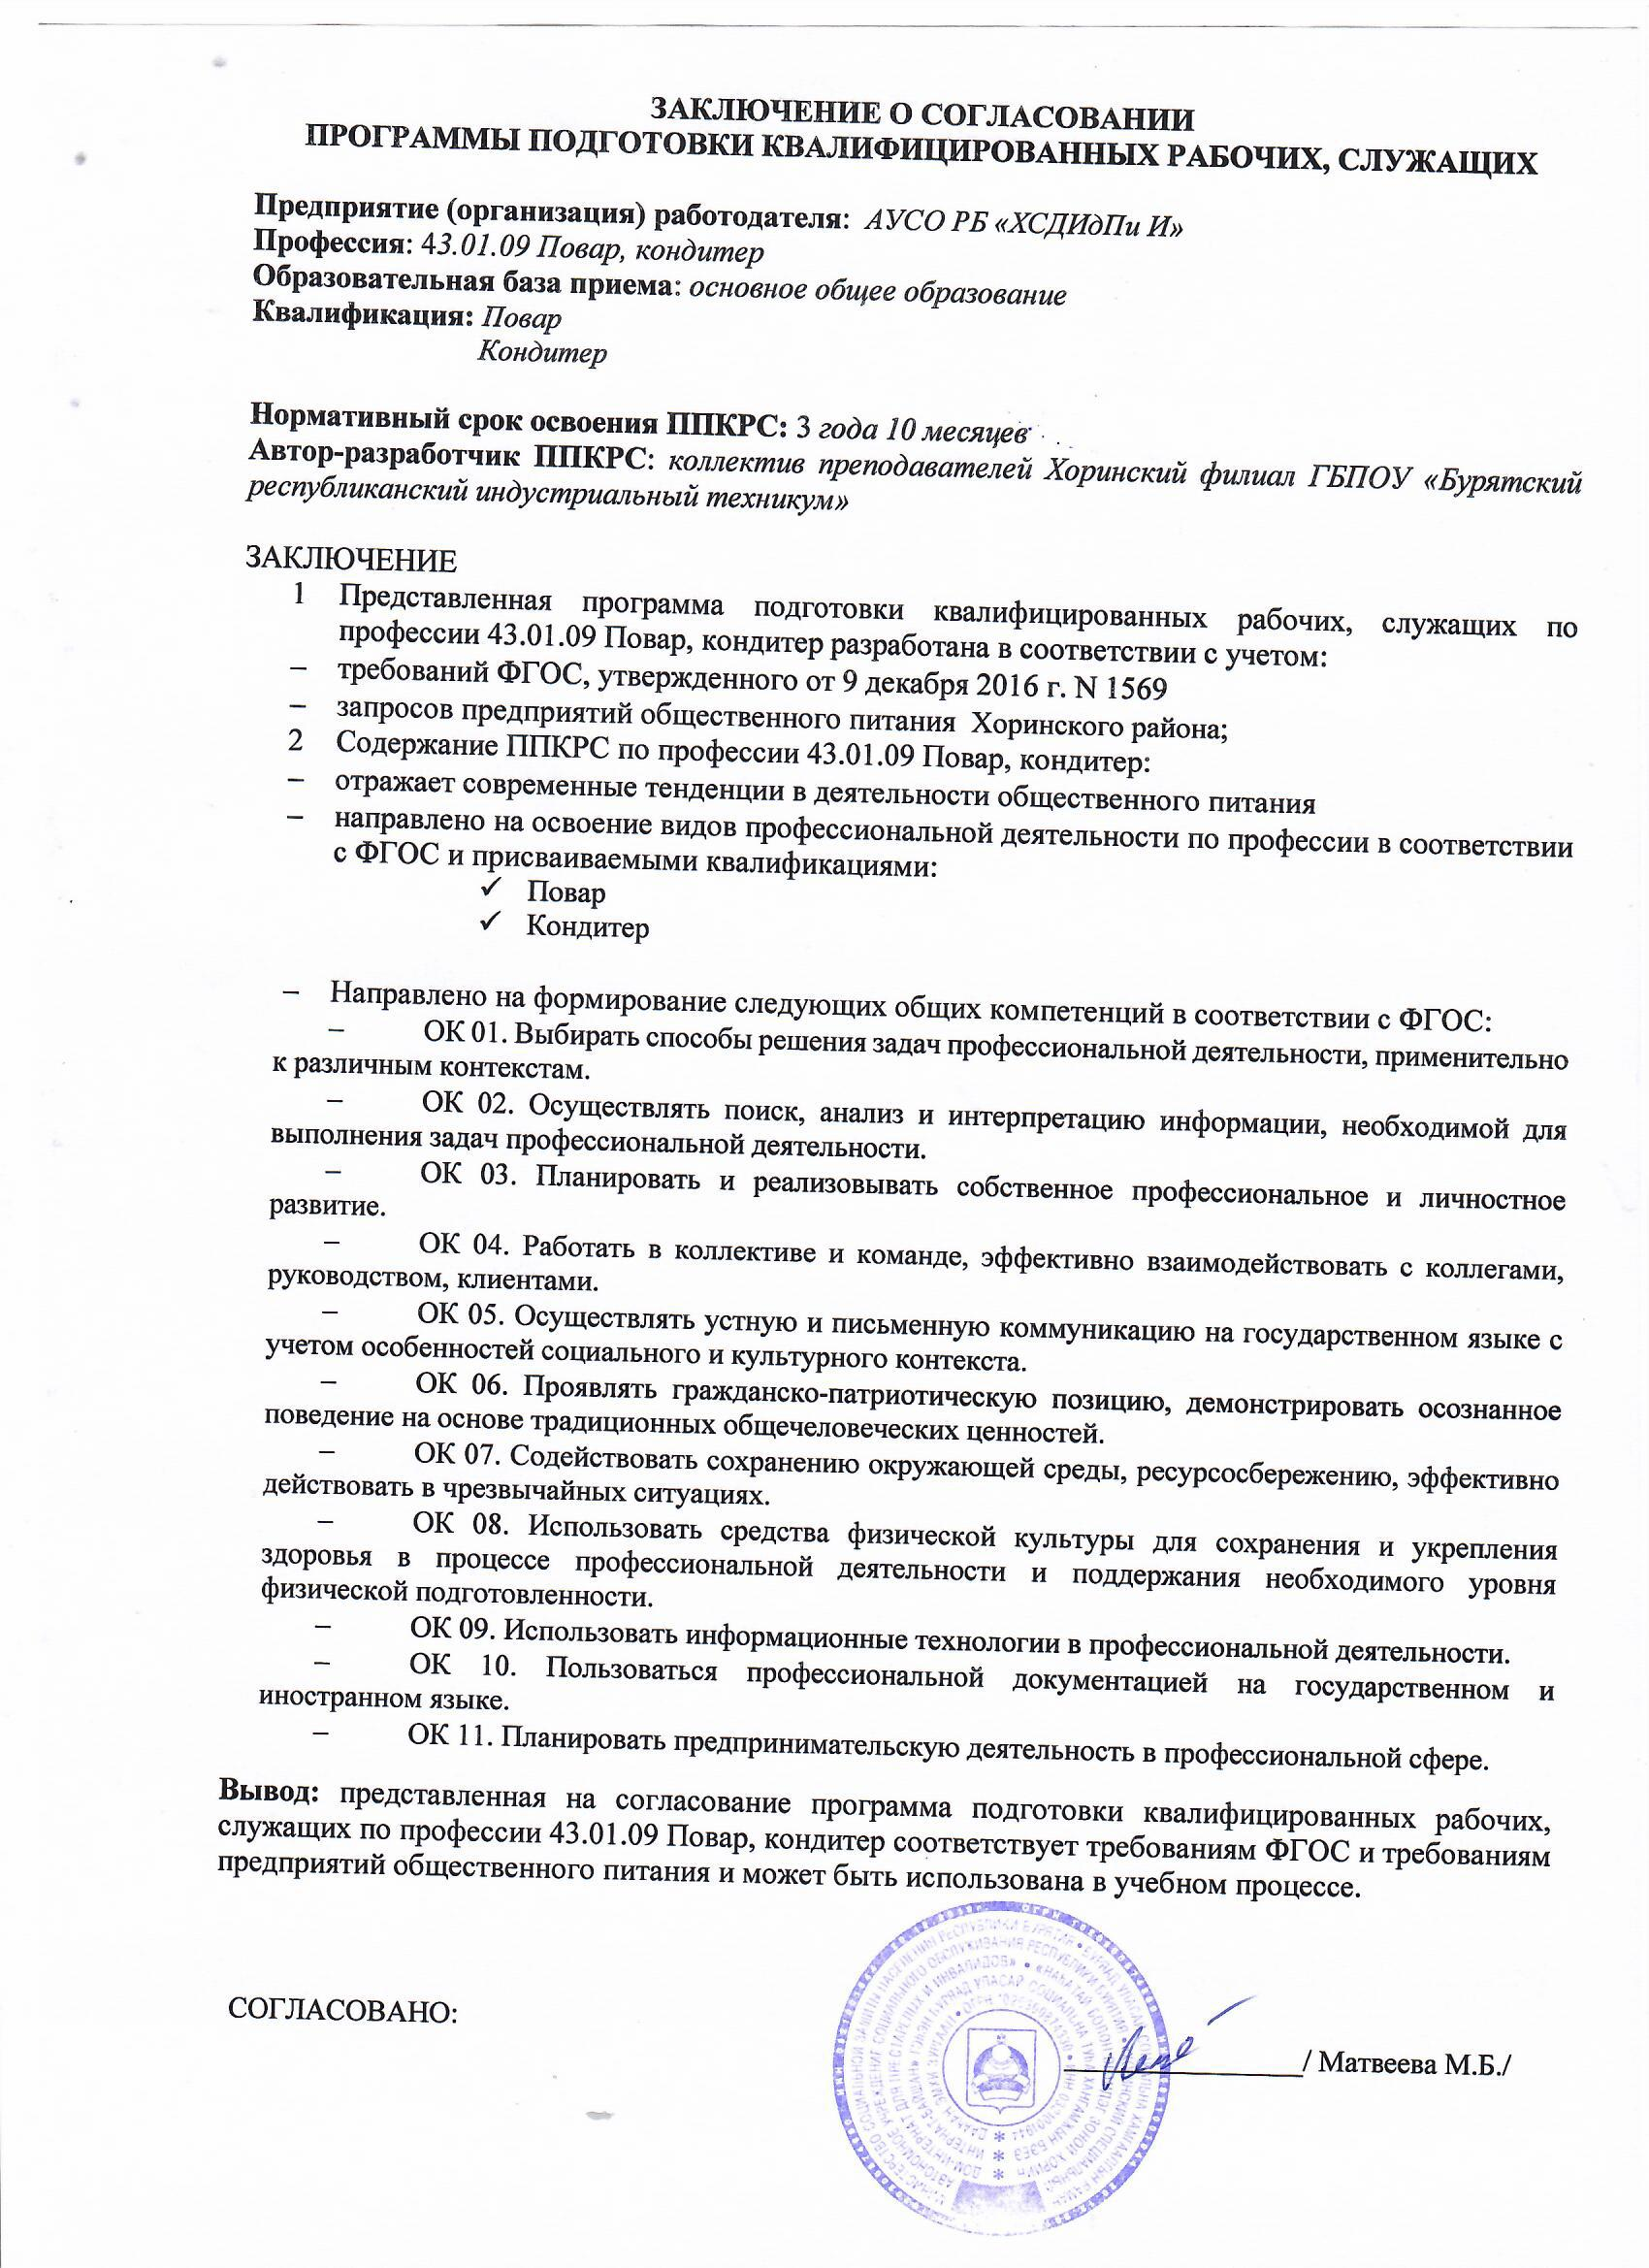 ЗАКЛЮЧЕНИЕ О СОГЛАСОВАНИИ
ПРОГРАММЫ ПОДГОТОВКИ КВАЛИФИЦИРОВАННЫХ РАБОЧИХ, СЛУЖАЩИХ
Предприятие (организация) работодателя: АУСО РБ «ХСДИдПи И»
Профессия: 43.01.09 Повар, кондитер
Образовательная база приема: основное общее образование
Квалификация: Повар
Кондитер
Нормативный срок освоения ППКРС: 3 года 10 месяцев
Автор-разработчик ППКРС: коллектив преподавателей Хоринский филиал ГБПОУ «Бурятский
республиканский индустриальный техникум»
ЗАКЛЮЧЕНИЕ
1 Представленная программа подготовки квалифицированных рабочих, служащих по
профессии 43.01.09 Повар, кондитер разработана в соответствии с учетом:
– требований ФГОС, утвержденного от 9 декабря 2016 г. N 1569
– запросов предприятий общественного питания Хоринского района;
2 Содержание ППКРС по профессии 43.01.09 Повар, кондитер:
– отражает современные тенденции в деятельности общественного питания
– направлено на освоение видов профессиональной деятельности по профессии в соответствии
с ФГОС и присваиваемыми квалификациями:
✓ Повар
✓ Кондитер
– Направлено на формирование следующих общих компетенций в соответствии с ФГОС:
– ОК 01. Выбирать способы решения задач профессиональной деятельности, применительно
к различным контекстам.
– ОК 02. Осуществлять поиск, анализ и интерпретацию информации, необходимой для
выполнения задач профессиональной деятельности.
– ОК 03. Планировать и реализовывать собственное профессиональное и личностное
развитие.
– ОК 04. Работать в коллективе и команде, эффективно взаимодействовать с коллегами,
руководством, клиентами.
– ОК 05. Осуществлять устную и письменную коммуникацию на государственном языке с
учетом особенностей социального и культурного контекста.
– ОК 06. Проявлять гражданско-патриотическую позицию, демонстрировать осознанное
поведение на основе традиционных общечеловеческих ценностей.
– ОК 07. Содействовать сохранению окружающей среды, ресурсосбережению, эффективно
действовать в чрезвычайных ситуациях.
– ОК 08. Использовать средства физической культуры для сохранения и укрепления
здоровья в процессе профессиональной деятельности и поддержания необходимого уровня
физической подготовленности.
– ОК 09. Использовать информационные технологии в профессиональной деятельности.
– ОК 10. Пользоваться профессиональной документацией на государственном и
иностранном языке.
– ОК 11. Планировать предпринимательскую деятельность в профессиональной сфере.
Вывод: представленная на согласование программа подготовки квалифицированных рабочих,
служащих по профессии 43.01.09 Повар, кондитер соответствует требованиям ФГОС и требованиям
предприятий общественного питания и может быть использована в учебном процессе.
СОГЛАСОВАНО:
/ Матвеева М.Б./